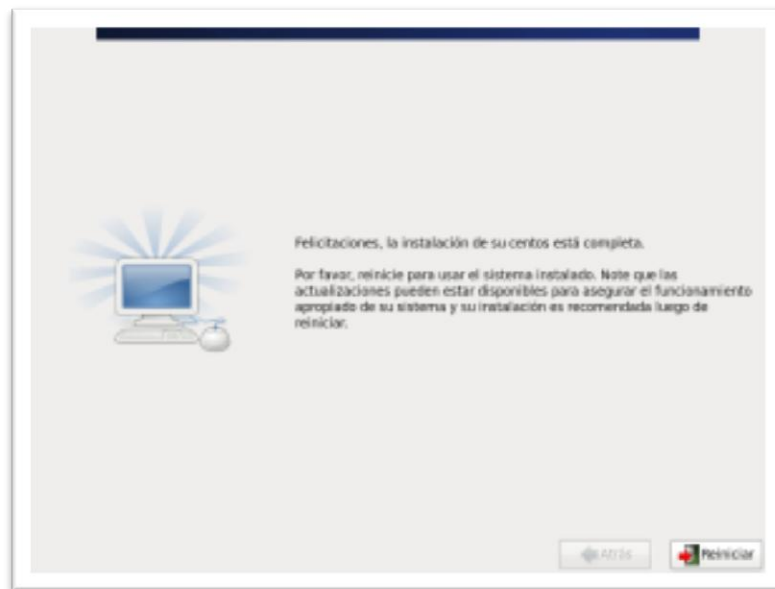 Felicitaciones, la instalación de su centos está completa.
Por favor, reinicie para usar el sistema instalado. Note que las
actualizaciones pueden estar disponibles para asegurar el funcionamiento
apropiado de su sistema y su instalación es recomendada luego de
reiniciar.
Atrás
Reiniciar